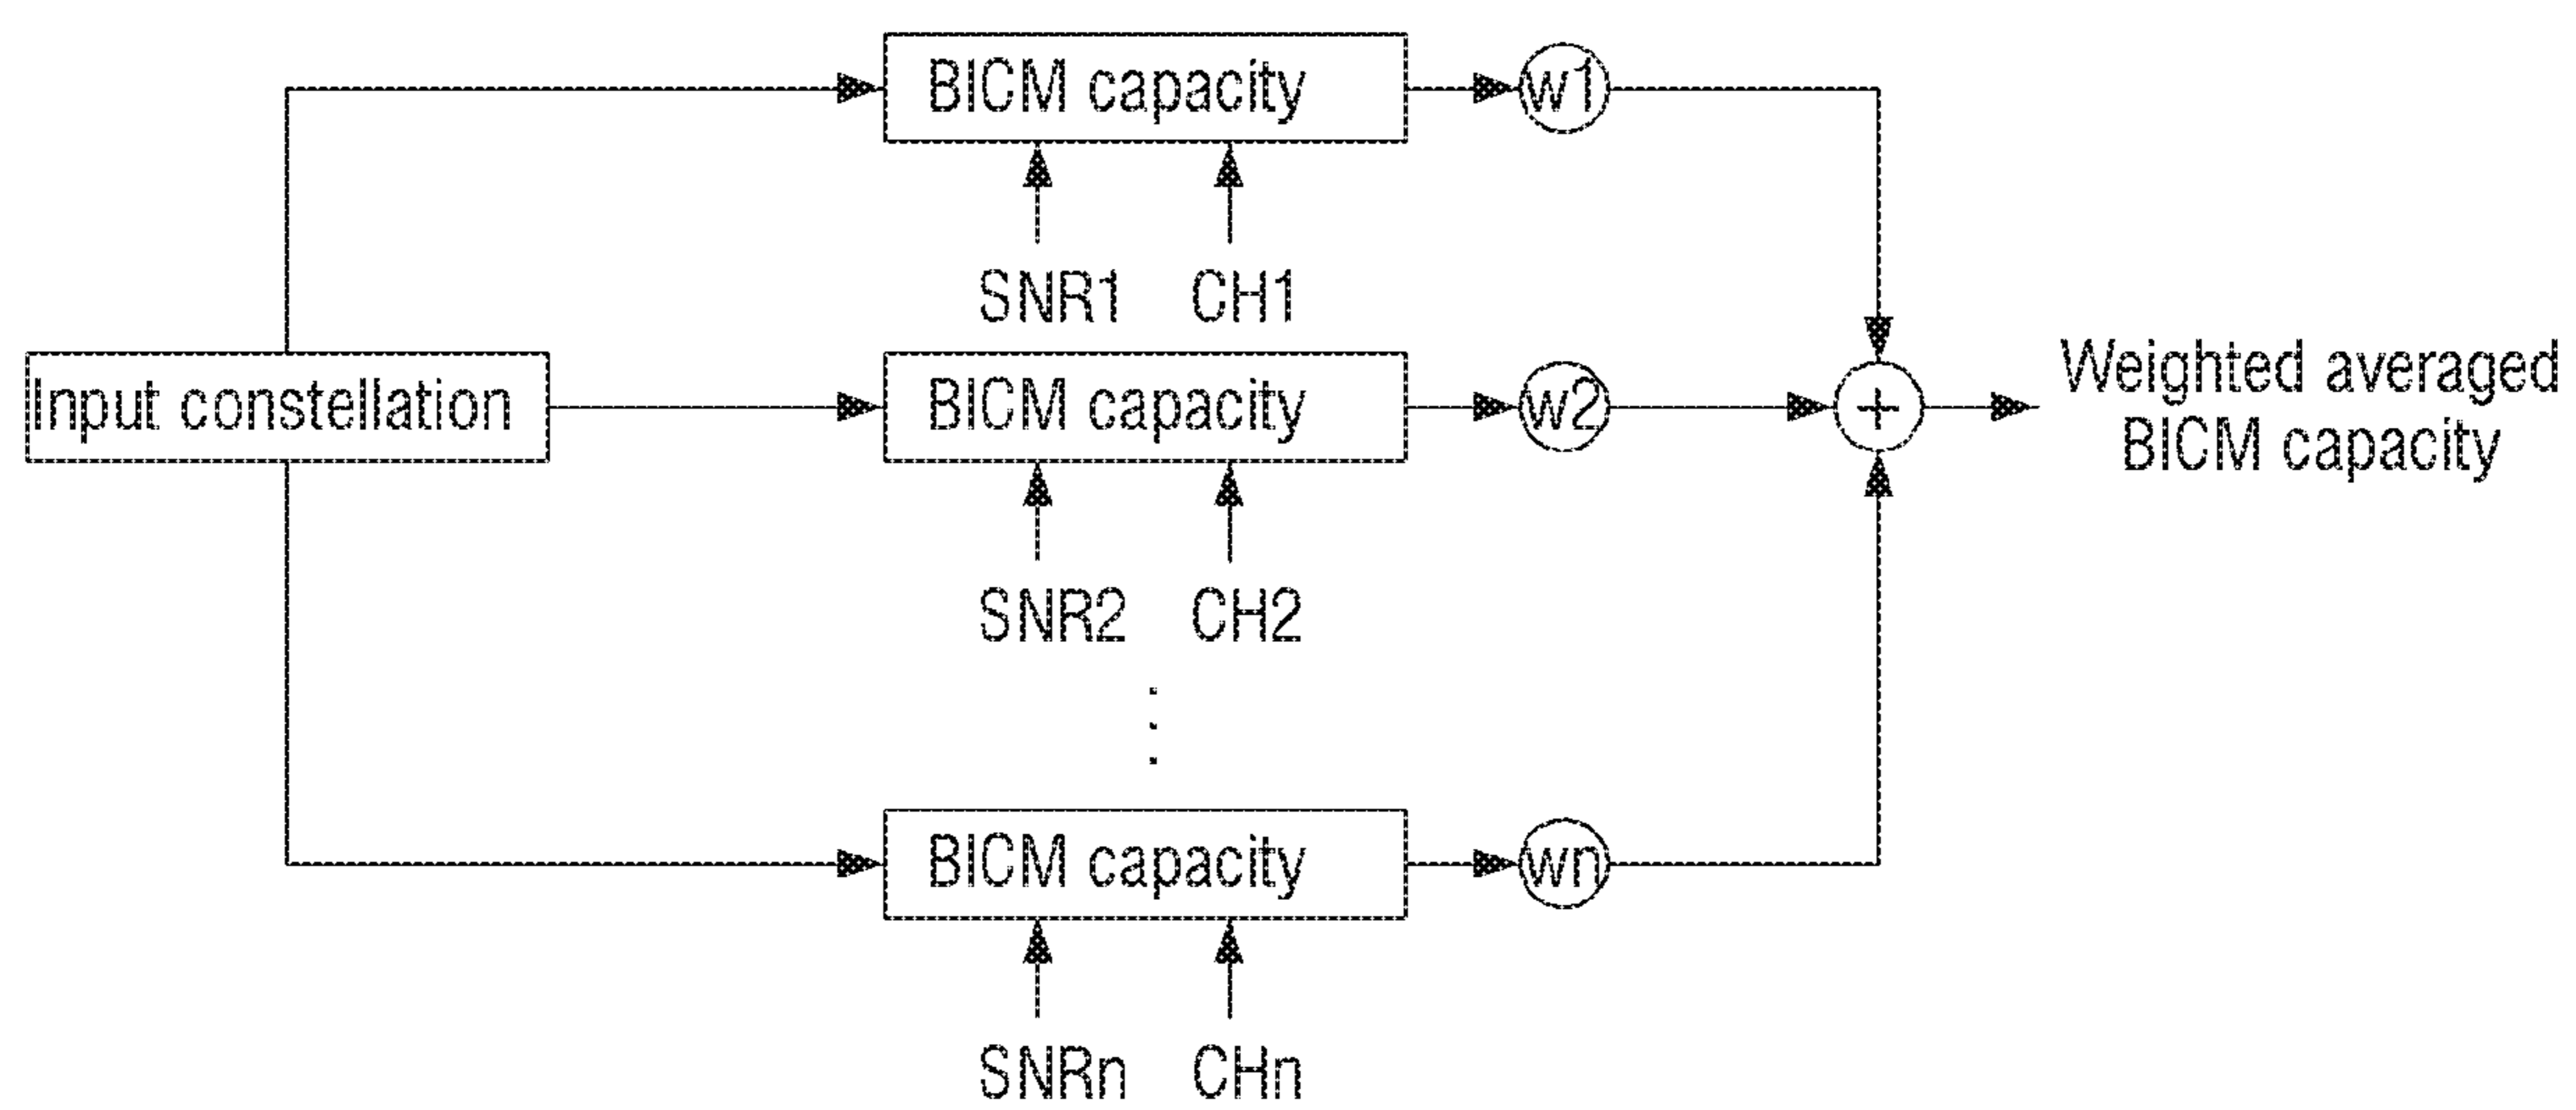 BICM capacity
w1
SNR1 CH1
Input constellation
BICM capacity
w2
+
Weighted averaged
BICM capacity
SNR2 CH2
BICM capacity
wn
SNRn CHn